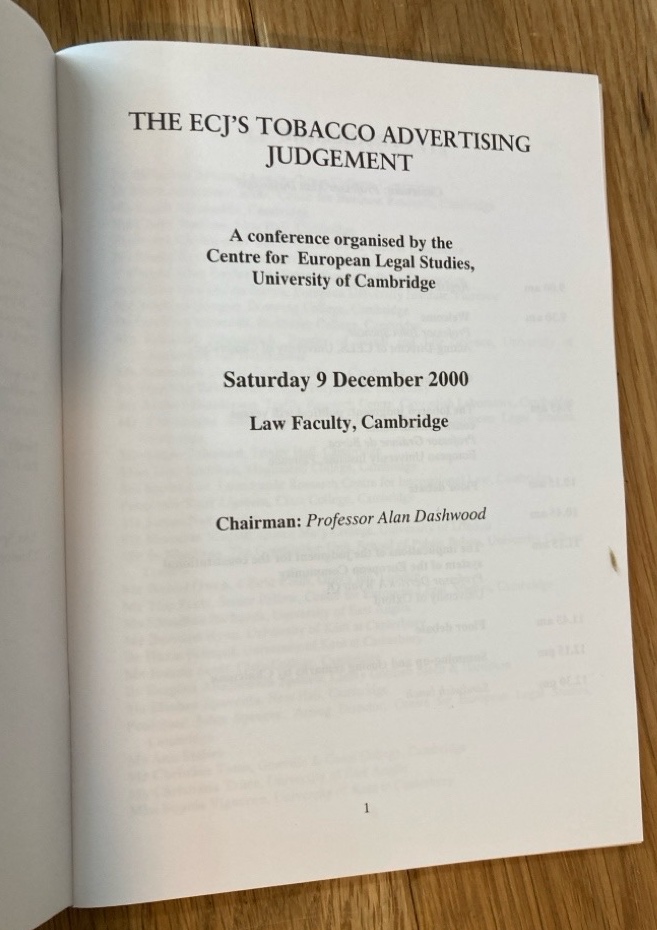 THE ECJ'S TOBACCO ADVERTISING
JUDGEMENT
A conference organised by the
Centre for European Legal Studies,
University of Cambridge
Saturday 9 December 2000
Law Faculty, Cambridge
Chairman: Professor Alan Dashwood
1